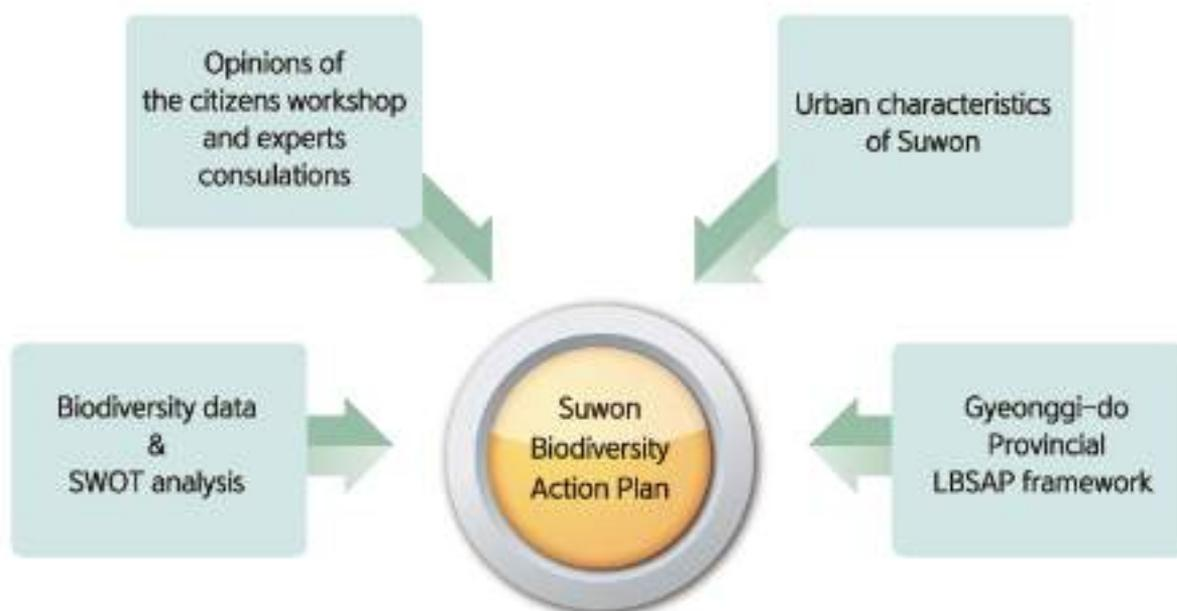 Opinions of
the citizens workshop
and experts
consulations
Urban characteristics
of Suwon
Biodiversity data
&
SWOT analysis
Suwon
Biodiversity
Action Plan
Gyeonggi-do
Provincial
LBSAP framework